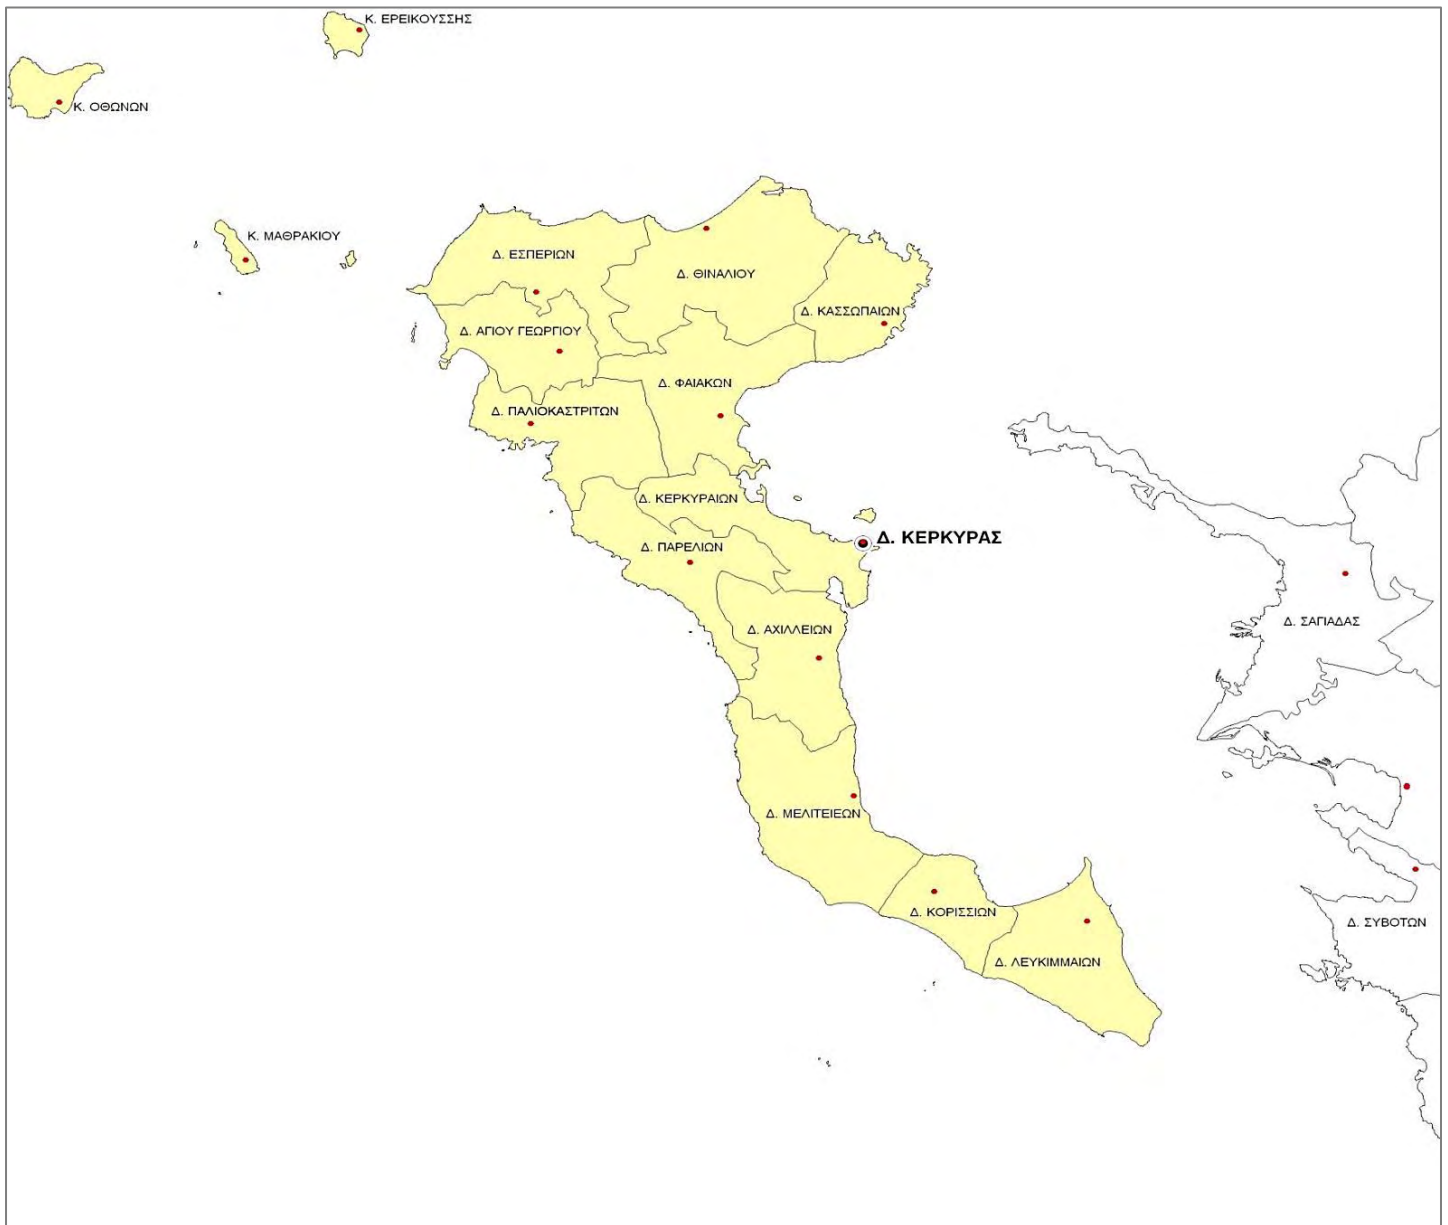 Κ. ΕΡΕΙΚΟΥΣΣΗΣ
Κ. ΟΘΩΝΩΝ
Κ. ΜΑΘΡΑΚΙΟΥ
Δ. ΕΣΠΕΡΙΩΝ
Δ. ΘΙΝΑΛΙΟΥ
Δ. ΚΑΣΣΩΠΑΙΩΝ
Δ. ΑΓΙΟΥ ΓΕΩΡΓΙΟΥ
Δ. ΦΑΙΑΚΩΝ
Δ. ΠΑΛΙΟΚΑΣΤΡΙΤΩΝ
Δ. ΚΕΡΚΥΡΑΙΩΝ
Δ. ΚΕΡΚΥΡΑΣ
Δ. ΠΑΡΕΛΙΩΝ
Δ. ΣΑΓΙΑΔΑΣ
Δ. ΑΧΙΛΛΕΙΩΝ
Δ. ΜΕΛΙΤΕΙΕΩΝ
Δ. ΚΟΡΙΣΣΙΩΝ
Δ. ΣΥΒΟΤΩΝ
Δ. ΛΕΥΚΙΜΜΑΙΩΝ